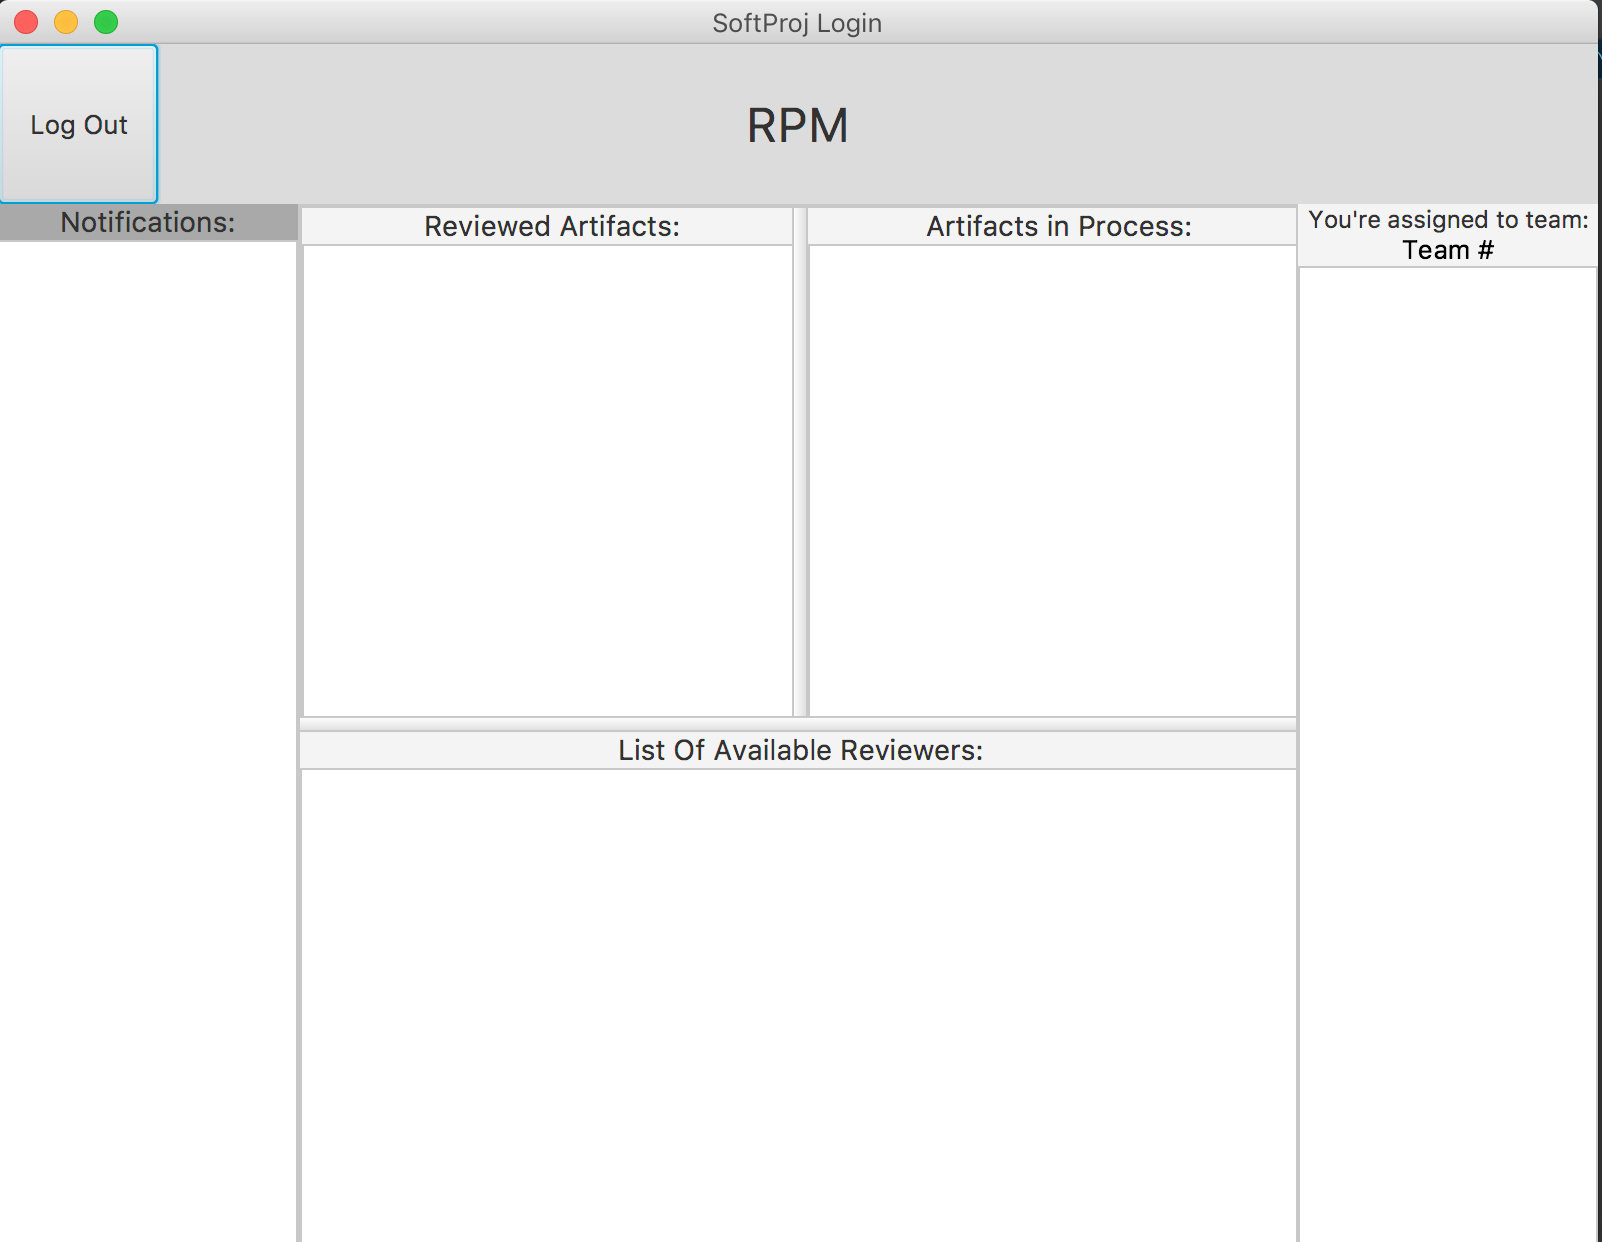 SoftProj Login
Log Out
RPM
Notifications:
Reviewed Artifacts:
Artifacts in Process:
You're assigned to team:
Team #
List Of Available Reviewers: